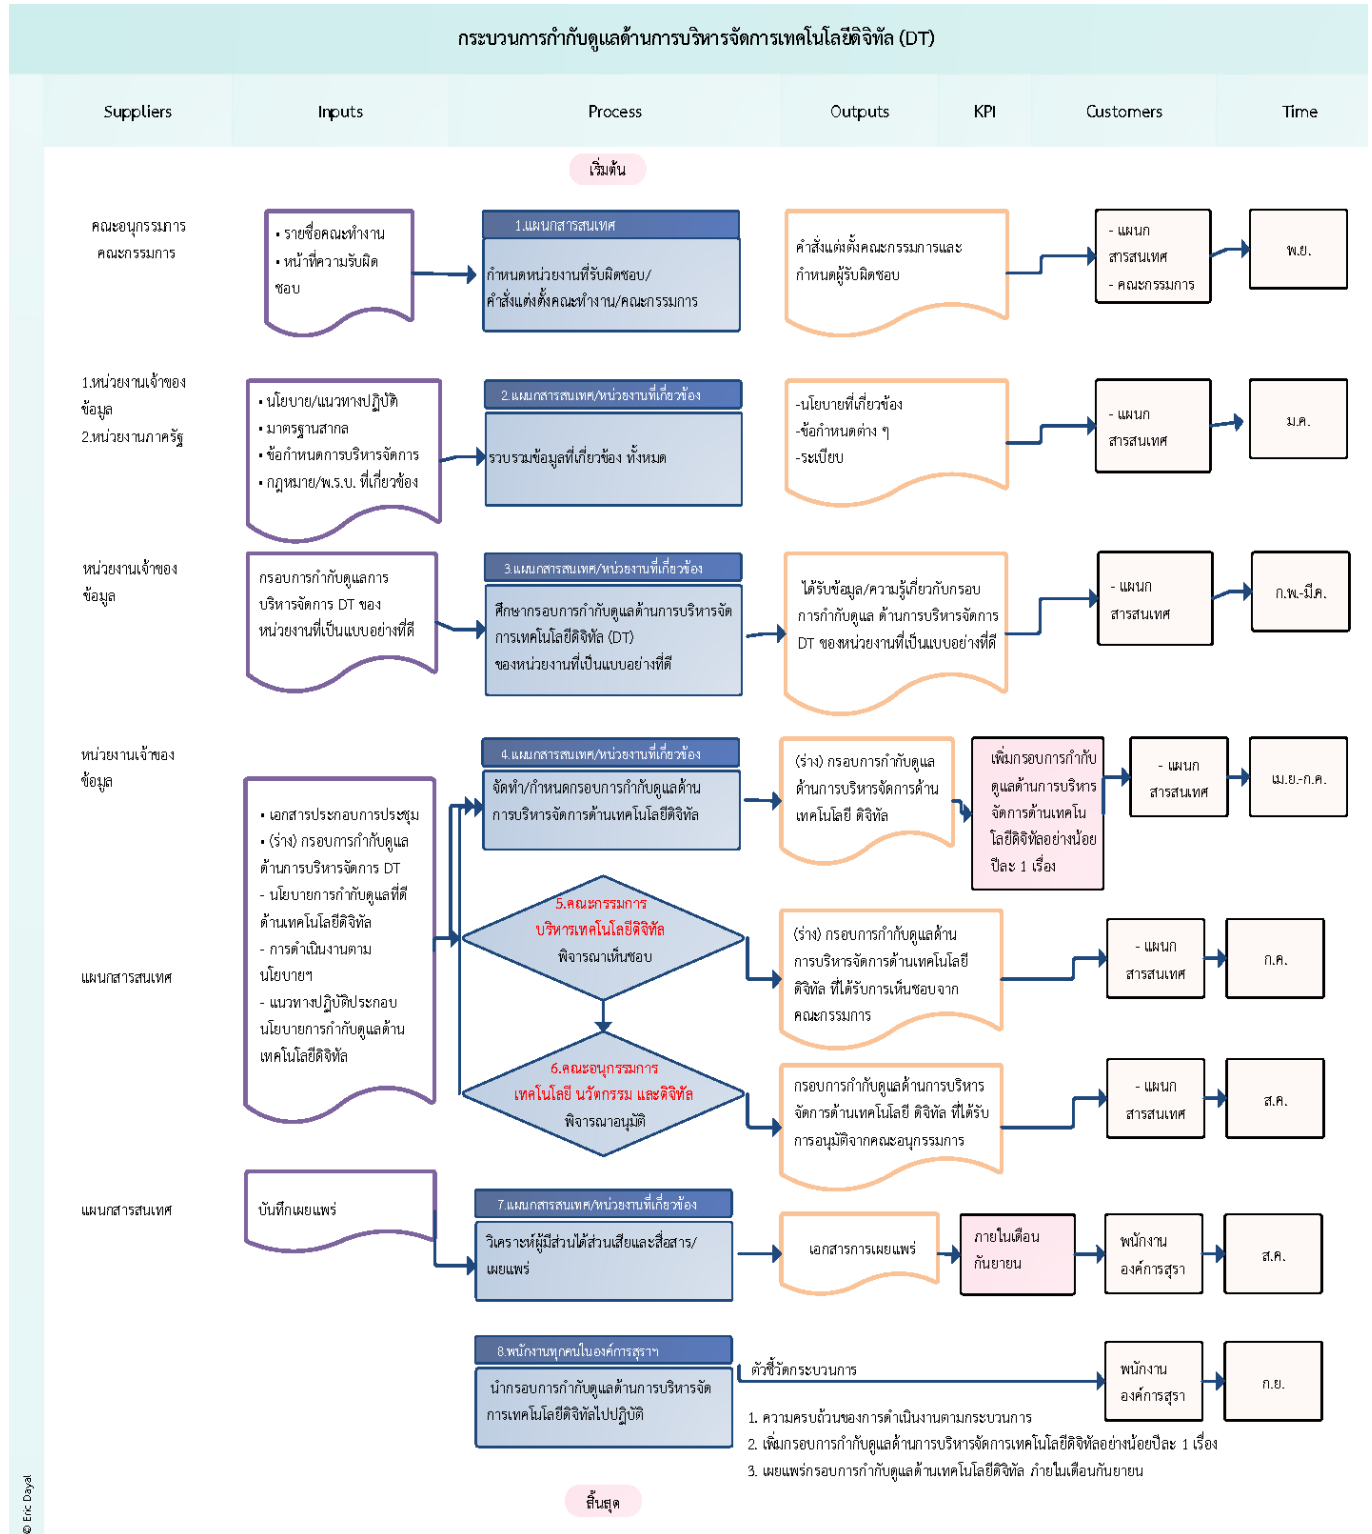 กระบวนการกำกับดูแลด้านการบริหารจัดการเทคโนโลยีดิจิทัล (DT)
Suppliers
Inputs
Process
Outputs
KPI
Customers
Time
เริ่มต้น
คณะอนุกรรมการ
คณะกรรมการ
▪ รายชื่อคณะทำงาน
▪ หน้าที่ความรับผิด
ชอบ
1.แผนกสารสนเทศ
กำหนดหน่วยงานที่รับผิดชอบ/
คำสั่งแต่งตั้งคณะทำงาน/คณะกรรมการ
คำสั่งแต่งตั้งคณะกรรมการและ
กำหนดผู้รับผิดชอบ
- แผนก
สารสนเทศ
- คณะกรรมการ
พ.ย.
1.หน่วยงานเจ้าของ
ข้อมูล
2.หน่วยงานภาครัฐ
▪ นโยบาย/แนวทางปฏิบัติ
▪ มาตรฐานสากล
▪ ข้อกำหนดการบริหารจัดการ
▪ กฎหมาย/พ.ร.บ. ที่เกี่ยวข้อง
2.แผนกสารสนเทศ/หน่วยงานที่เกี่ยวข้อง
รวบรวมข้อมูลที่เกี่ยวข้อง ทั้งหมด
-นโยบายที่เกี่ยวข้อง
-ข้อกำหนดต่าง ๆ
-ระเบียบ
- แผนก
สารสนเทศ
ม.ค.
หน่วยงานเจ้าของ
ข้อมูล
กรอบการกำกับดูแลการ
บริหารจัดการ DT ของ
หน่วยงานที่เป็นแบบอย่างที่ดี
3.แผนกสารสนเทศ/หน่วยงานที่เกี่ยวข้อง
ศึกษากรอบการกำกับดูแลด้านการบริหารจัด
การเทคโนโลยีดิจิทัล (DT)
ของหน่วยงานที่เป็นแบบอย่างที่ดี
ได้รับข้อมูล/ความรู้เกี่ยวกับกรอบ
การกำกับดูแล ด้านการบริหารจัดการ
DT ของหน่วยงานที่เป็นแบบอย่างที่ดี
- แผนก
สารสนเทศ
ก.พ.-มี.ค.
หน่วยงานเจ้าของ
ข้อมูล
4.แผนกสารสนเทศ/หน่วยงานที่เกี่ยวข้อง
จัดทำ/กำหนดกรอบการกำกับดูแลด้าน
การบริหารจัดการด้านเทคโนโลยีดิจิทัล
(ร่าง) กรอบการกำกับดูแล
ด้านการบริหารจัดการด้าน
เทคโนโลยี ดิจิทัล
เพิ่มกรอบการกำกับ
ดูแลด้านการบริหาร
จัดการด้านเทคโน
โลยีดิจิทัลอย่างน้อย
ปีละ 1 เรื่อง
- แผนก
สารสนเทศ
เม.ย.-ก.ค.
▪ เอกสารประกอบการประชุม
▪ (ร่าง) กรอบการกำกับดูแล
ด้านการบริหารจัดการ DT
- นโยบายการกำกับดูแลที่ดี
ด้านเทคโนโลยีดิจิทัล
- การดำเนินงานตาม
นโยบายฯ
- แนวทางปฏิบัติประกอบ
นโยบายการกำกับดูแลด้าน
เทคโนโลยีดิจิทัล
แผนกสารสนเทศ
5.คณะกรรมการ
บริหารเทคโนโลยีดิจิทัล
พิจารณาเห็นชอบ
(ร่าง) กรอบการกำกับดูแลด้าน
การบริหารจัดการด้านเทคโนโลยี
ดิจิทัล ที่ได้รับการเห็นชอบจาก
คณะกรรมการ
- แผนก
สารสนเทศ
ก.ค.
6.คณะอนุกรรมการ
เทคโนโลยี นวัตกรรม และดิจิทัล
พิจารณาอนุมัติ
กรอบการกำกับดูแลด้านการบริหาร
จัดการด้านเทคโนโลยี ดิจิทัล ที่ได้รับ
การอนุมัติจากคณะอนุกรรมการ
- แผนก
สารสนเทศ
ส.ค.
แผนกสารสนเทศ
บันทึกเผยแพร่
7.แผนกสารสนเทศ/หน่วยงานที่เกี่ยวข้อง
วิเคราะห์ผู้มีส่วนได้ส่วนเสียและสื่อสาร/
เผยแพร่
เอกสารการเผยแพร่
ภายในเดือน
กันยายน
พนักงาน
องค์การสุรา
ส.ค.
8.พนักงานทุกคนในองค์การสุราฯ
นำกรอบการกำกับดูแลด้านการบริหารจัด
การเทคโนโลยีดิจิทัลไปปฏิบัติ
ตัวชี้วัดกระบวนการ
พนักงาน
องค์การสุรา
ก.ย.
1. ความครบถ้วนของการดำเนินงานตามกระบวนการ
2. เพิ่มกรอบการกำกับดูแลด้านการบริหารจัดการเทคโนโลยีดิจิทัลอย่างน้อยปีละ 1 เรื่อง
3. เผยแพร่กรอบการกำกับดูแลด้านเทคโนโลยีดิจิทัล ภายในเดือนกันยายน
สิ้นสุด
© Eric Dayal